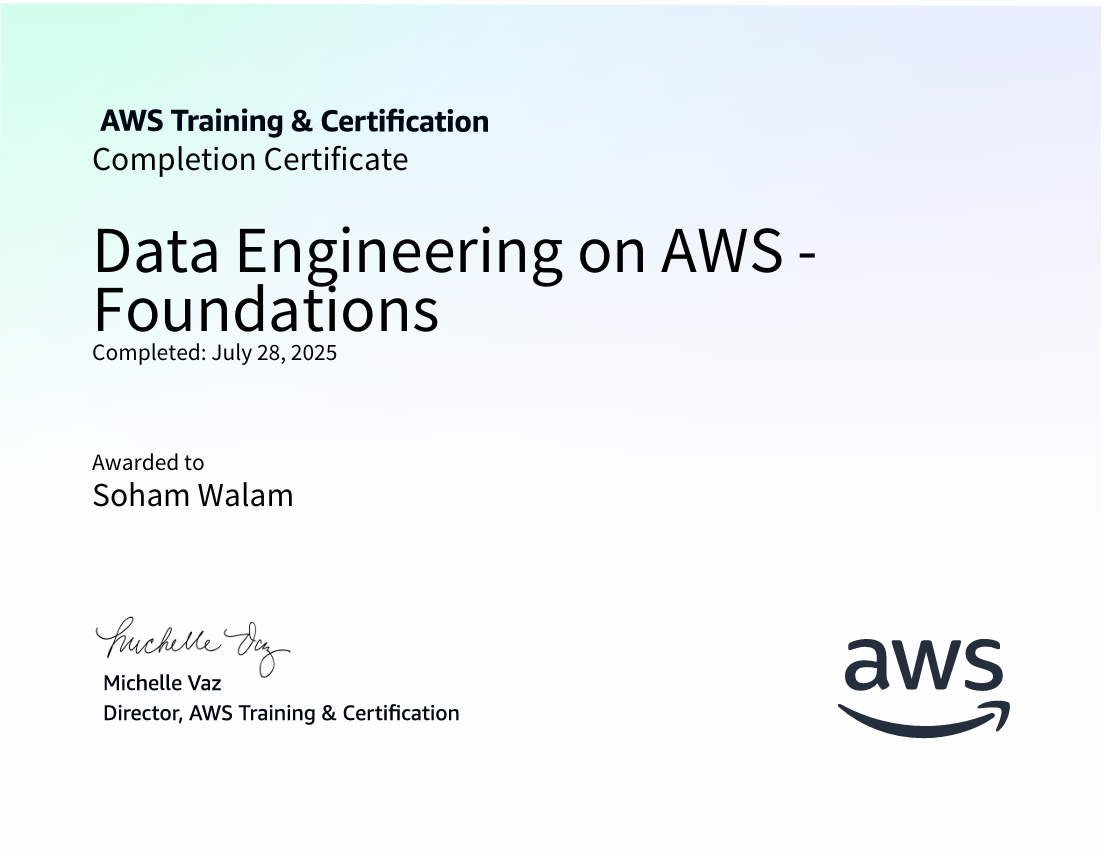 AWS Training & Certification
Completion Certificate
Data Engineering on AWS -
Foundations
Completed: July 28, 2025
Awarded to
Soham Walam
Michelle Vaz
Michelle Vaz
Director, AWS Training & Certification
aws